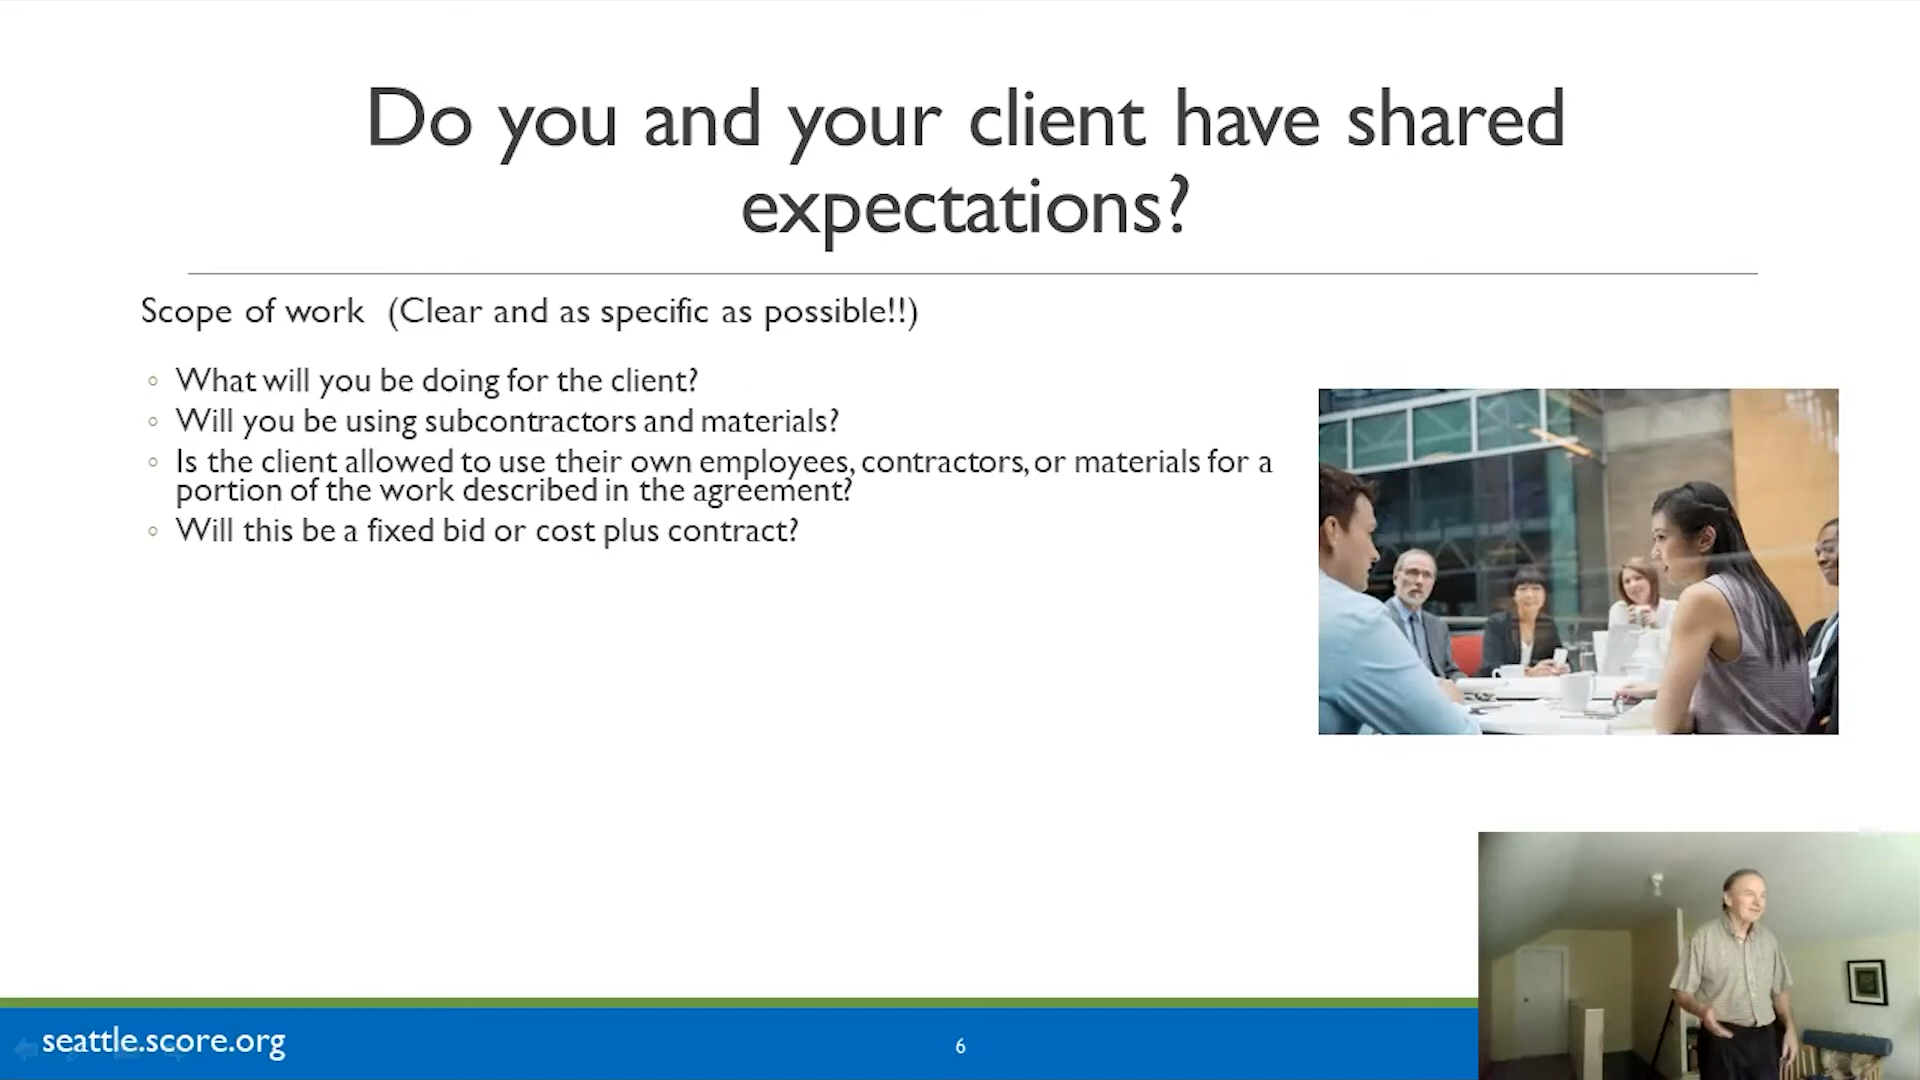 Do you and your client have shared
expectations?
Scope of work (Clear and as specific as possible!!)
◦ What will you be doing for the client?
◦ Will you be using subcontractors and materials?
◦ Is the client allowed to use their own employees, contractors, or materials for a
portion of the work described in the agreement?
◦ Will this be a fixed bid or cost plus contract?
seattle.score.org
6